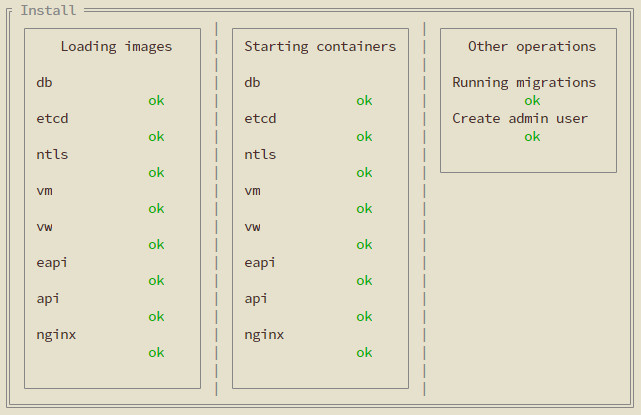 Install
Loading images
db
ok
etcd
ok
ntls
ok
vm
ok
vw
ok
eapi
ok
api
ok
nginx
ok
Starting containers
db
ok
etcd
ok
ntls
ok
vm
ok
vw
ok
eapi
ok
api
ok
nginx
ok
Other operations
Running migrations
ok
Create admin user
ok